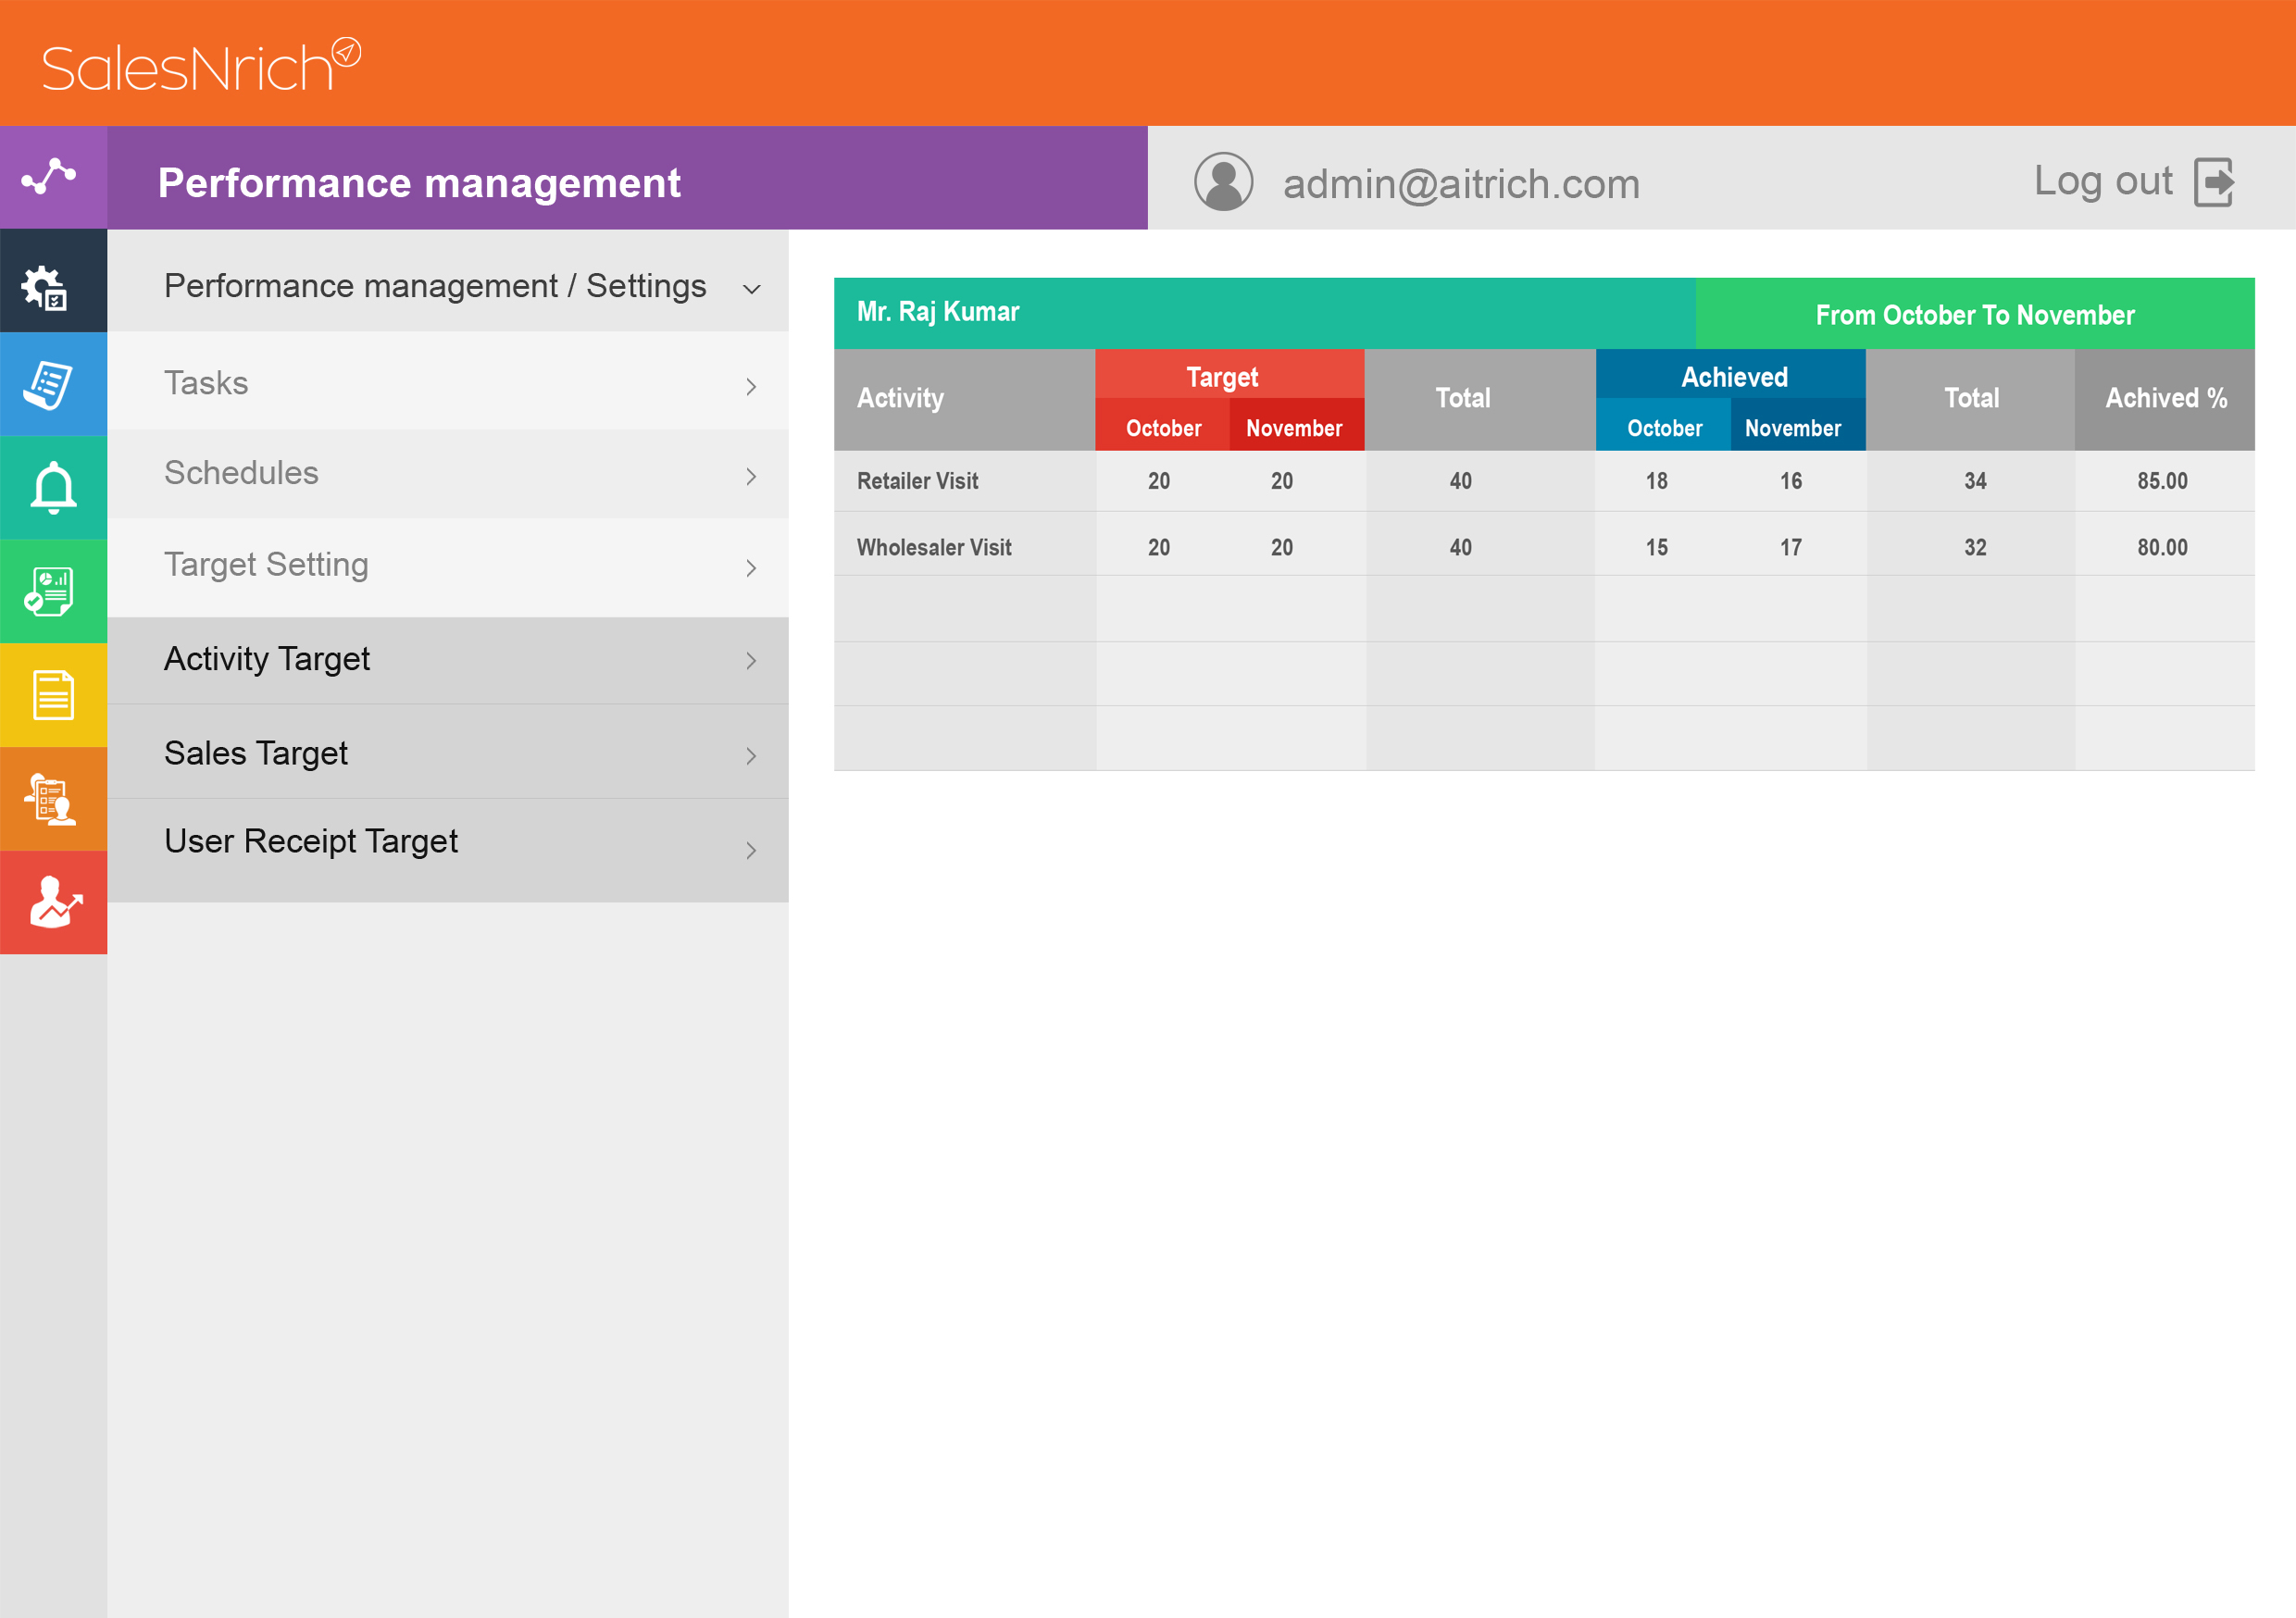 SalesNrich
Performance management
admin@aitrich.com
Log out
Performance management / Settings
Tasks
Schedules
Target Setting
Activity Target
Sales Target
User Receipt Target
Mr. Raj Kumar
From October To November
Activity
Target
October November
Total
Achieved
October November
Total
Achived %
Retailer Visit 20 20 40 18 16 34 85.00
Wholesaler Visit 20 20 40 15 17 32 80.00